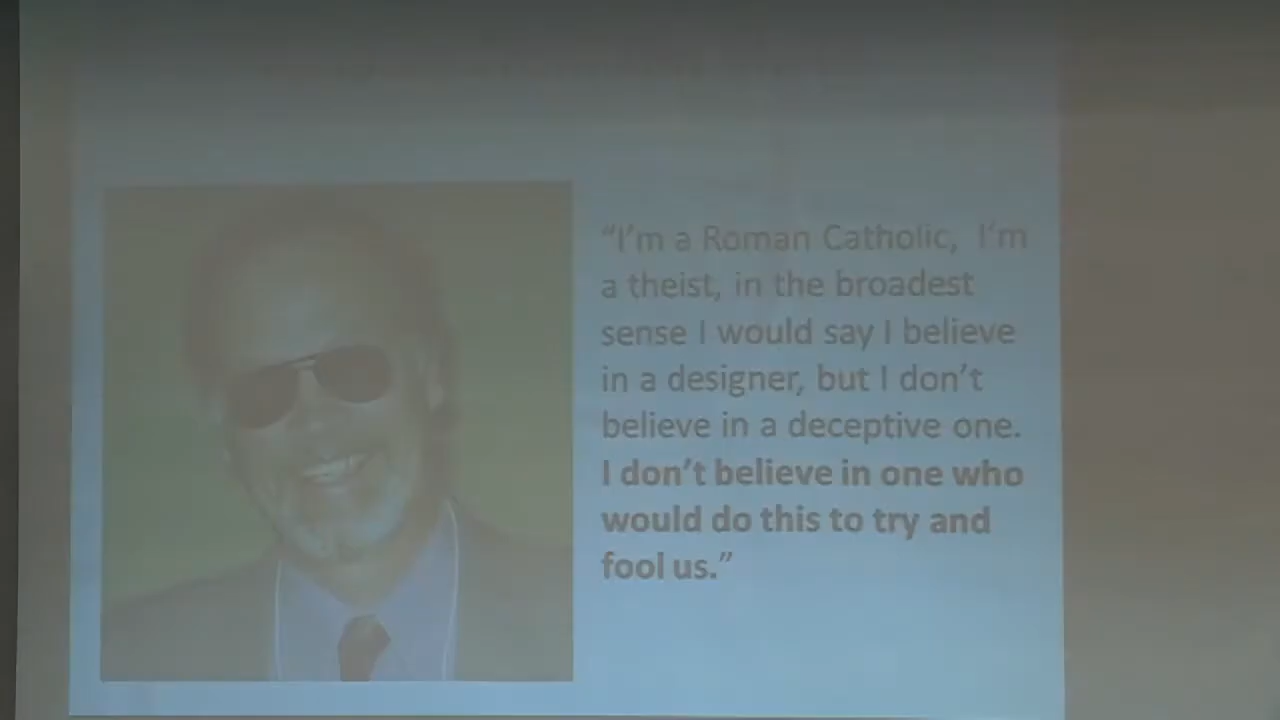 “I’m a Roman Catholic, I’m
a theist, in the broadest
sense I would say I believe
in a designer, but I don’t
believe in a deceptive one.
I don’t believe in one who
would do this to try and
fool us.”